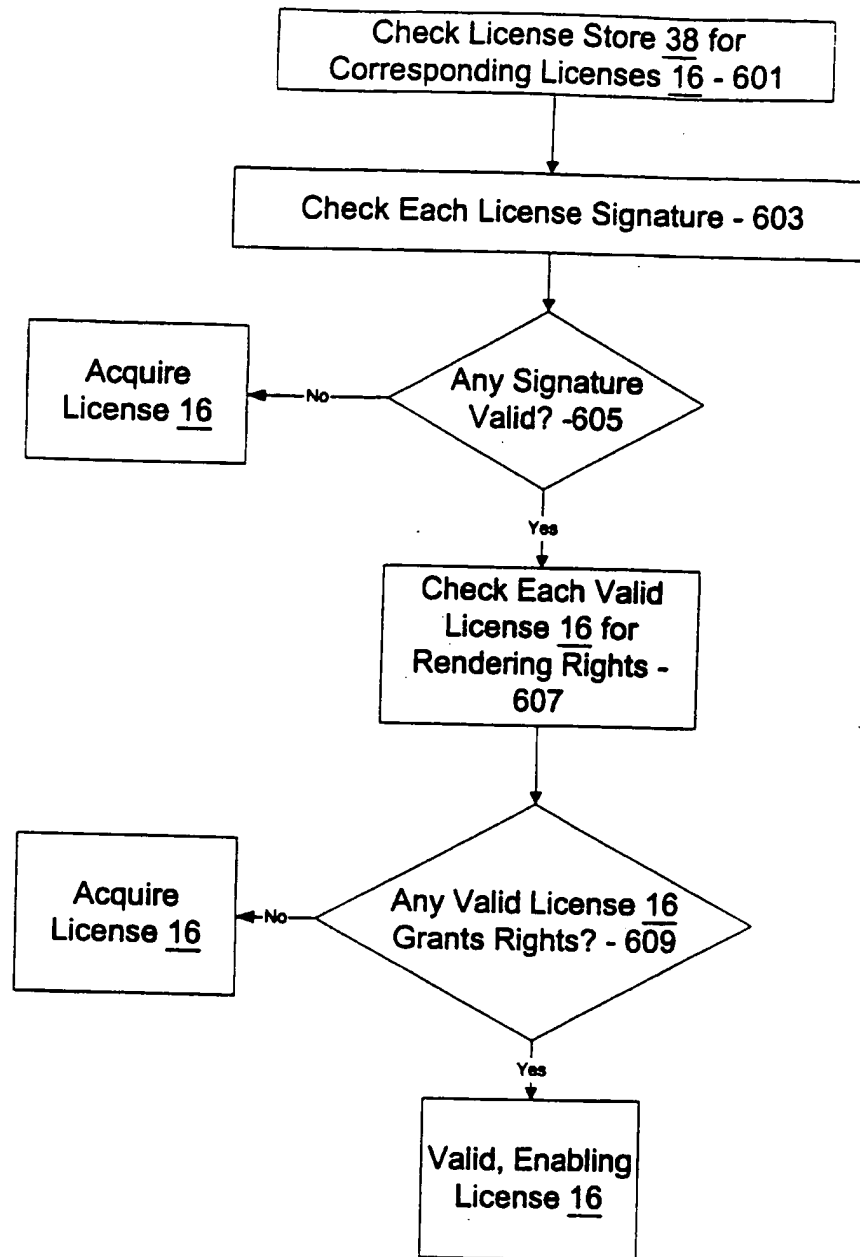 Check License Store 38 for
Corresponding Licenses 16 - 601
Check Each License Signature - 603
Any Signature
Valid? -605
No
Acquire
License 16
Yes
Check Each Valid
License 16 for
Rendering Rights -
607
Any Valid License 16
Grants Rights? - 609
No
Acquire
License 16
Yes
Valid, Enabling
License 16